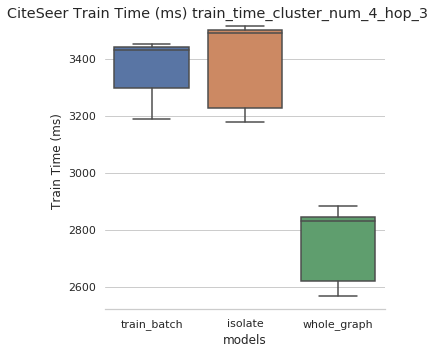 CiteSeer Train Time (ms) train_time_cluster_num_4_hop_3
3400
3200
3000
2800
2600
Train Time (ms)
train_batch isolate whole_graph
models